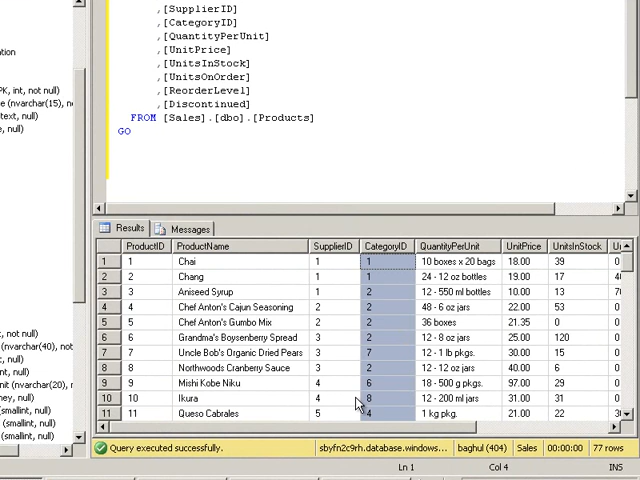 ,[SupplierID]
,[CategoryID]
,[QuantityPerUnit]
,[UnitPrice]
,[UnitsInStock]
,[UnitsOnOrder]
,[ReorderLevel]
,[Discontinued]
FROM [Sales].[dbo].[Products]
GO
PK, int, not null)
(nvarchar(15), n
text, null)
, null)
, not null)
nvarchar(40), not
, null)
, null)
nit (nvarchar(20),
ney, null)
(smallint, null)
(smallint, null)
(smallint, null)
Results Messages
ProductID ProductName SupplierID CategoryID QuantityPerUnit UnitPrice UnitsInStock
1 1 Chai 1 1 10 boxes x 20 bags 18.00 39 0
2 2 Chang 1 1 24 - 12 oz bottles 19.00 17
3 3 Aniseed Syrup 1 2 12 - 550 ml bottles 10.00 13
4 4 Chef Anton's Cajun Seasoning 2 2 48 - 6 oz jars 22.00 53 0
5 5 Chef Anton's Gumbo Mix 2 2 36 boxes 21.35 0 0
6 6 Grandma's Boysenberry Spread 3 2 12 - 8 oz jars 25.00 120 0
7 7 Uncle Bob's Organic Dried Pears 3 7 12 - 1 lb pkgs. 30.00 15 0
8 8 Northwoods Cranberry Sauce 3 2 12 - 12 oz jars 40.00 6 0
9 9 Mishi Kobe Niku 4 6 18 - 500 g pkgs. 97.00 29 0
10 10 Ikura 4 8 12 - 200 ml jars 31.00 31 0
11 11 Queso Cabrales 5 4 1 kg pkg. 21.00 22
Query executed successfully. sbyfn2c9rh.database.windows... baghul (404) Sales 00:00:00 77 rows
Ln 1 Col 4 INS